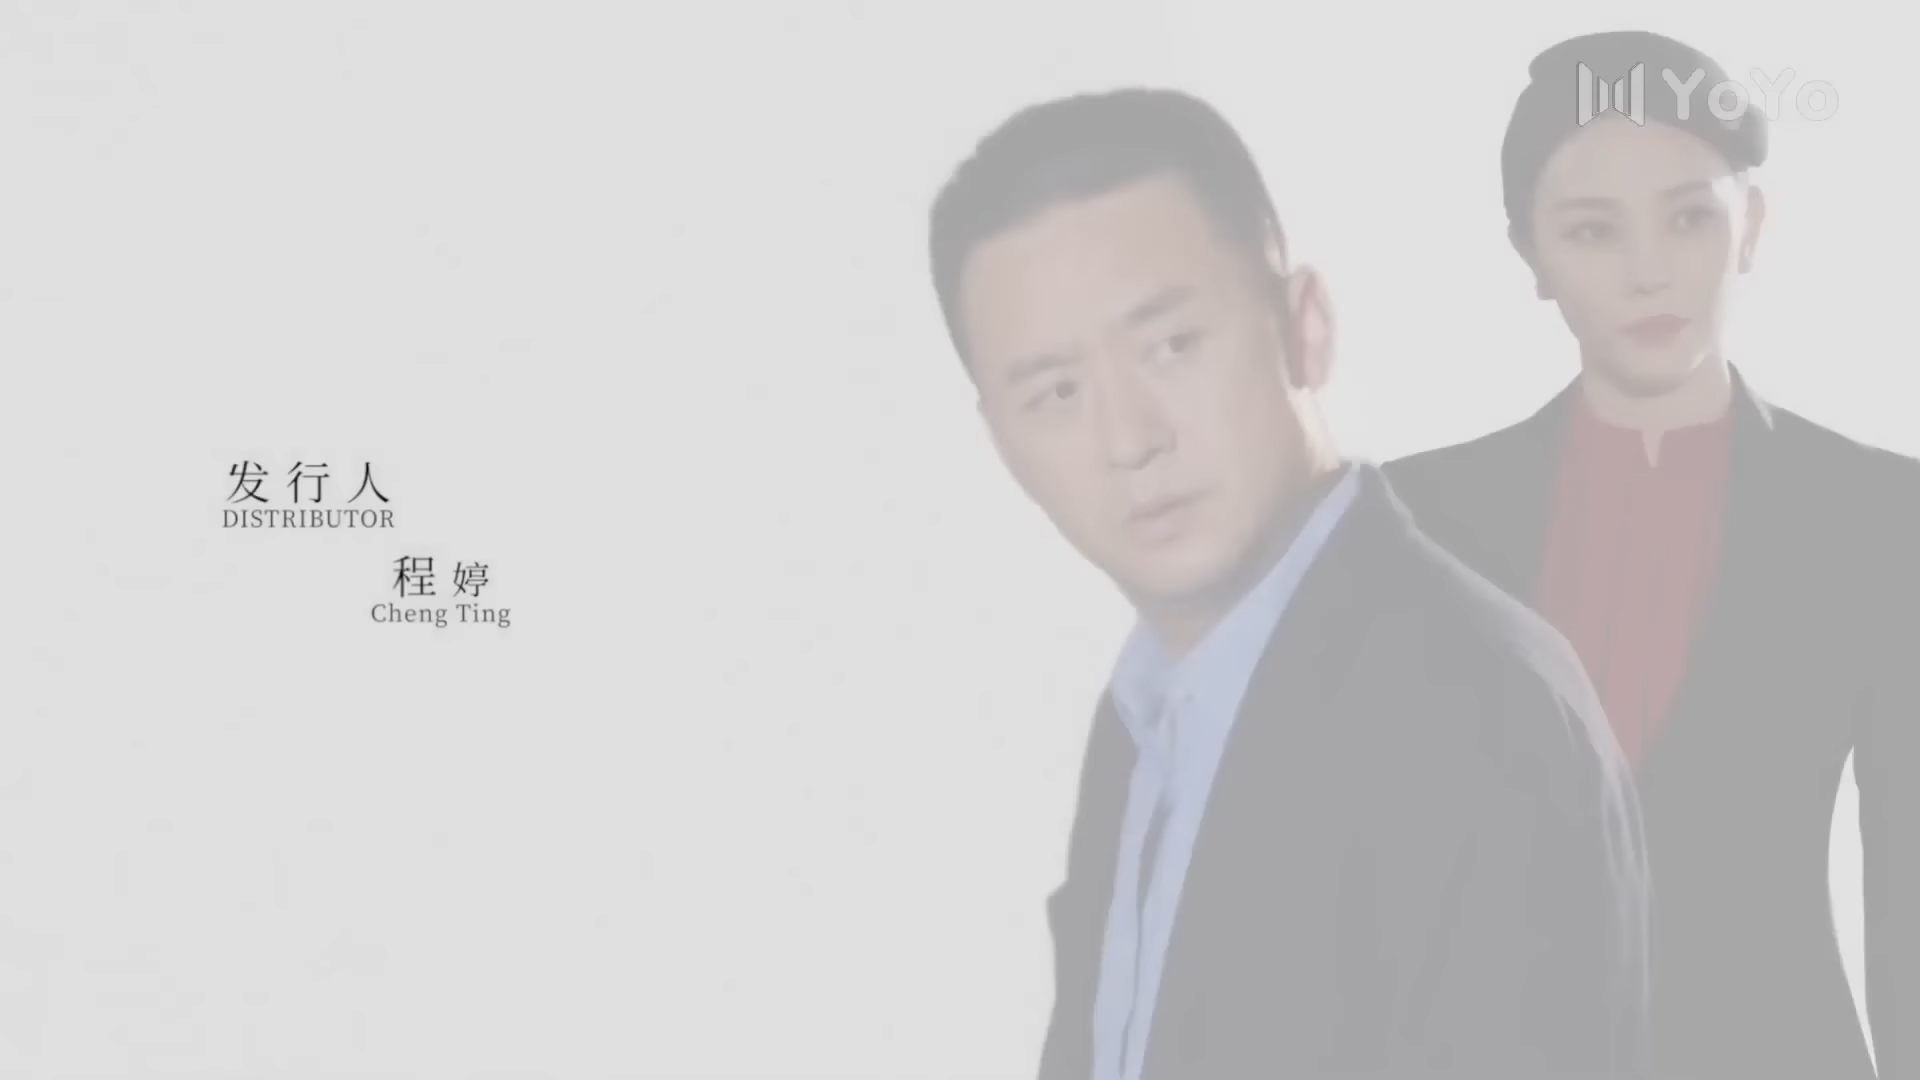 YoYo
发行人
DISTRIBUTOR
程婷
Cheng Ting